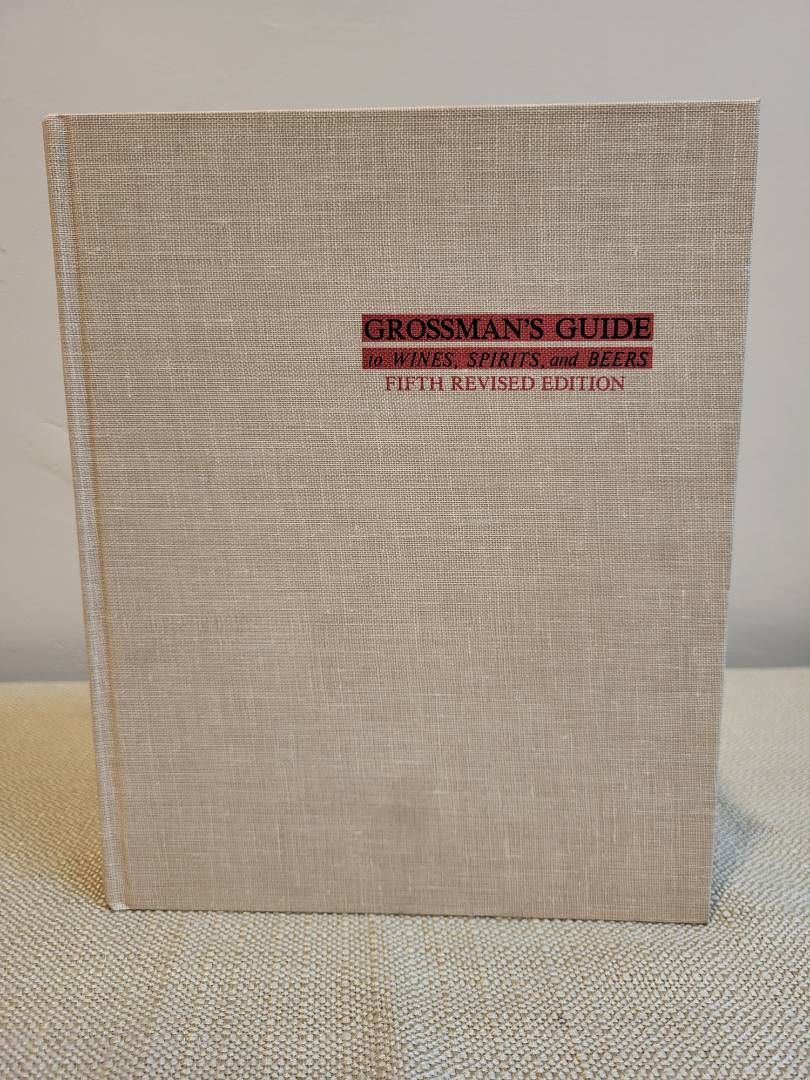 GROSSMAN'S GUIDE
to WINES, SPIRITS, and BEERS
FIFTH REVISED EDITION